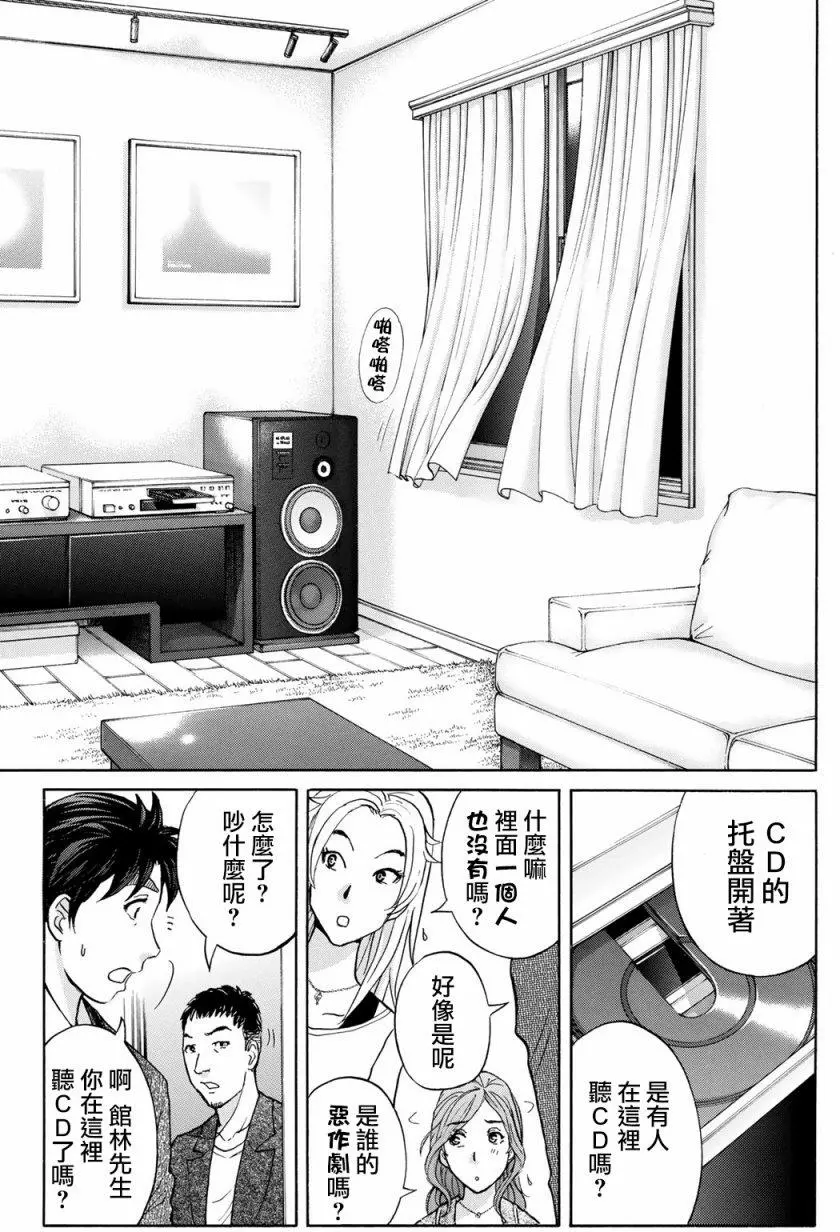 啪嗒啪嗒
CD的
托盤開著
是有人
在這裡
聽CD嗎？
什麼嘛
裡面一個人
也沒有嗎？
好像是呢
是誰的
惡作劇嗎？
怎麼了？
吵什麼呢？
啊 館林先生
你在這裡
聽CD了嗎？